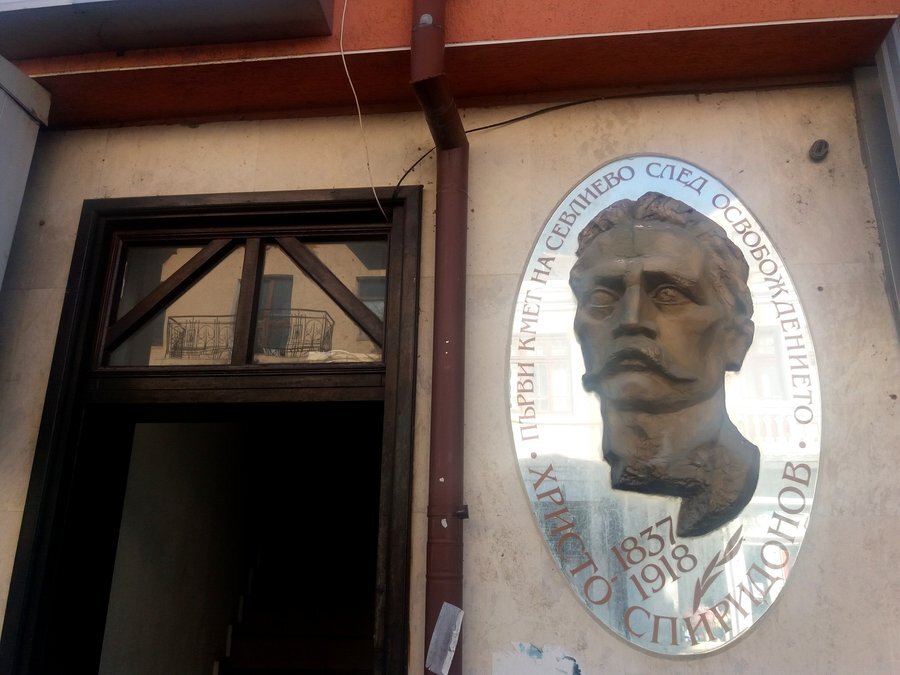 • ПЪРВИ КМЕТ НА СЕВЛИЕВО СЛЕД ОСВОБОЖДЕНИЕТО •
1837-
1918
ХРИСТО СПИРИДОНОВ